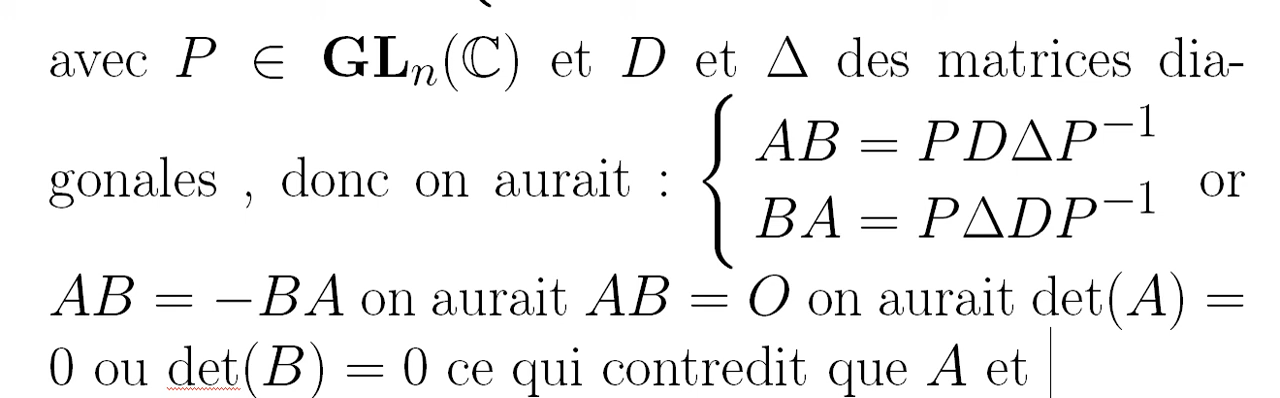 avec P ∈ GLₙ(ℂ) et D et Δ des matrices dia-
gonales , donc on aurait : { AB = PDΔP⁻¹
BA = PΔDP⁻¹ or
AB = −BA on aurait AB = O on aurait det(A) =
0 ou det(B) = 0 ce qui contredit que A et